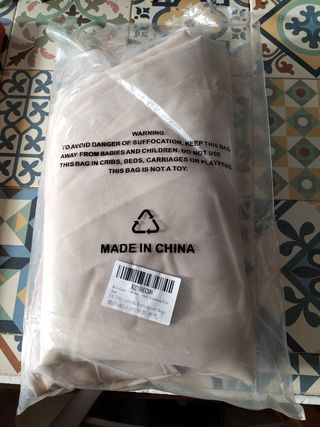 WARNING
TO AVOID DANGER OF SUFFOCATION, KEEP THIS BAG
AWAY FROM BABIES AND CHILDREN. DO NOT USE
THIS BAG IN CRIBS, BEDS, CARRIAGES OR PLAYPENS
THIS BAG IS NOT A TOY.
MADE IN CHINA